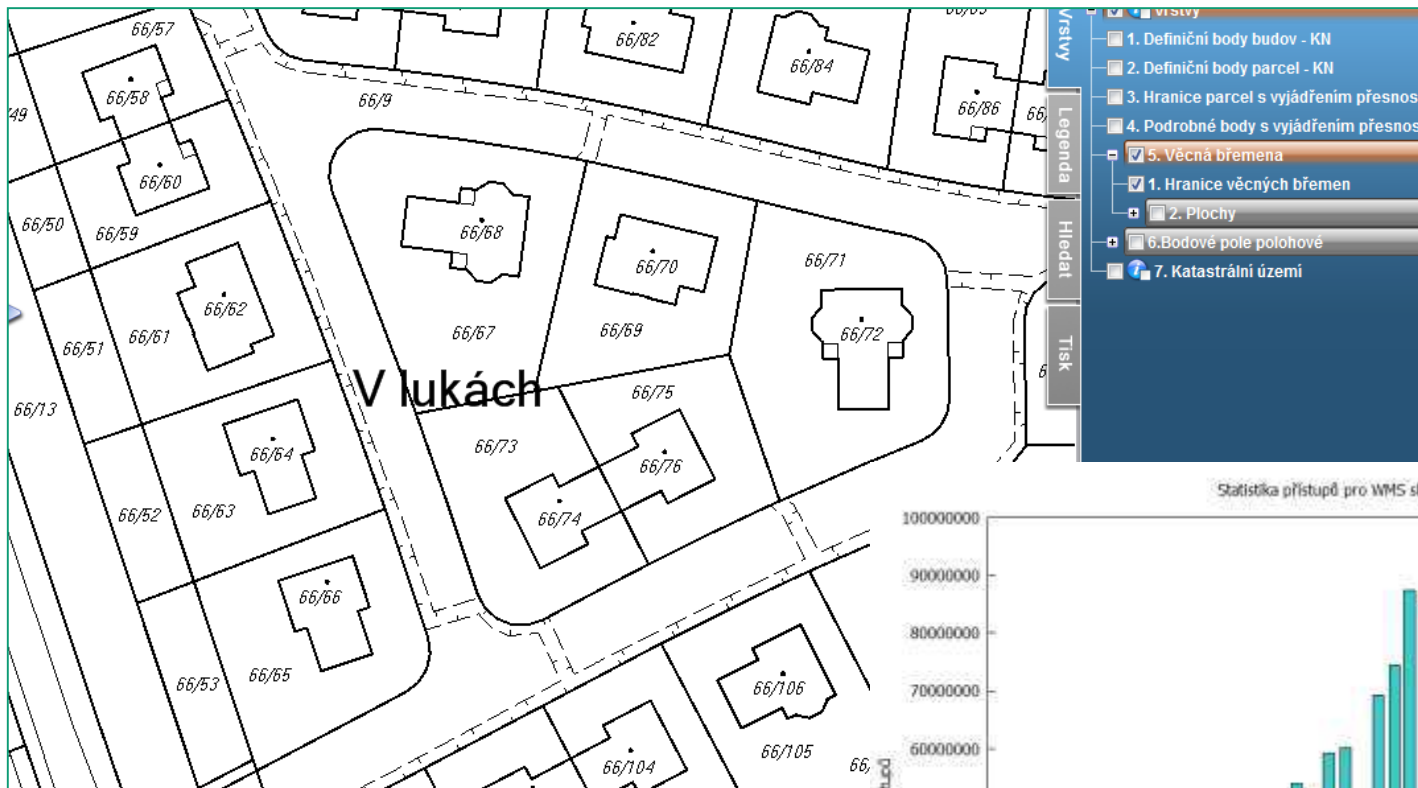 66/57
66/82
66/84
66/58
66/9
66/86
49
66/60
66/50
66/59
66/68
66/70
66/71
66/62
66/61
66/51
66/67
66/69
66/72
V lukách
66/75
66/13
66/73
66/64
66/76
66/52
66/63
66/74
66/66
66/53
66/65
66/106
66/105
66/104
Vrstvy
Legenda
Hledat
Tisk
Vrstvy
1. Definiční body budov - KN
2. Definiční body parcel - KN
3. Hranice parcel s vyjádřením přesnos
4. Podrobné body s vyjádřením přesnos
5. Věcná břemena
1. Hranice věcných břemen
2. Plochy
6.Bodové pole polohové
7. Katastrální území
Statistika přístupů pro WMS sl
100000000
90000000
80000000
70000000
60000000